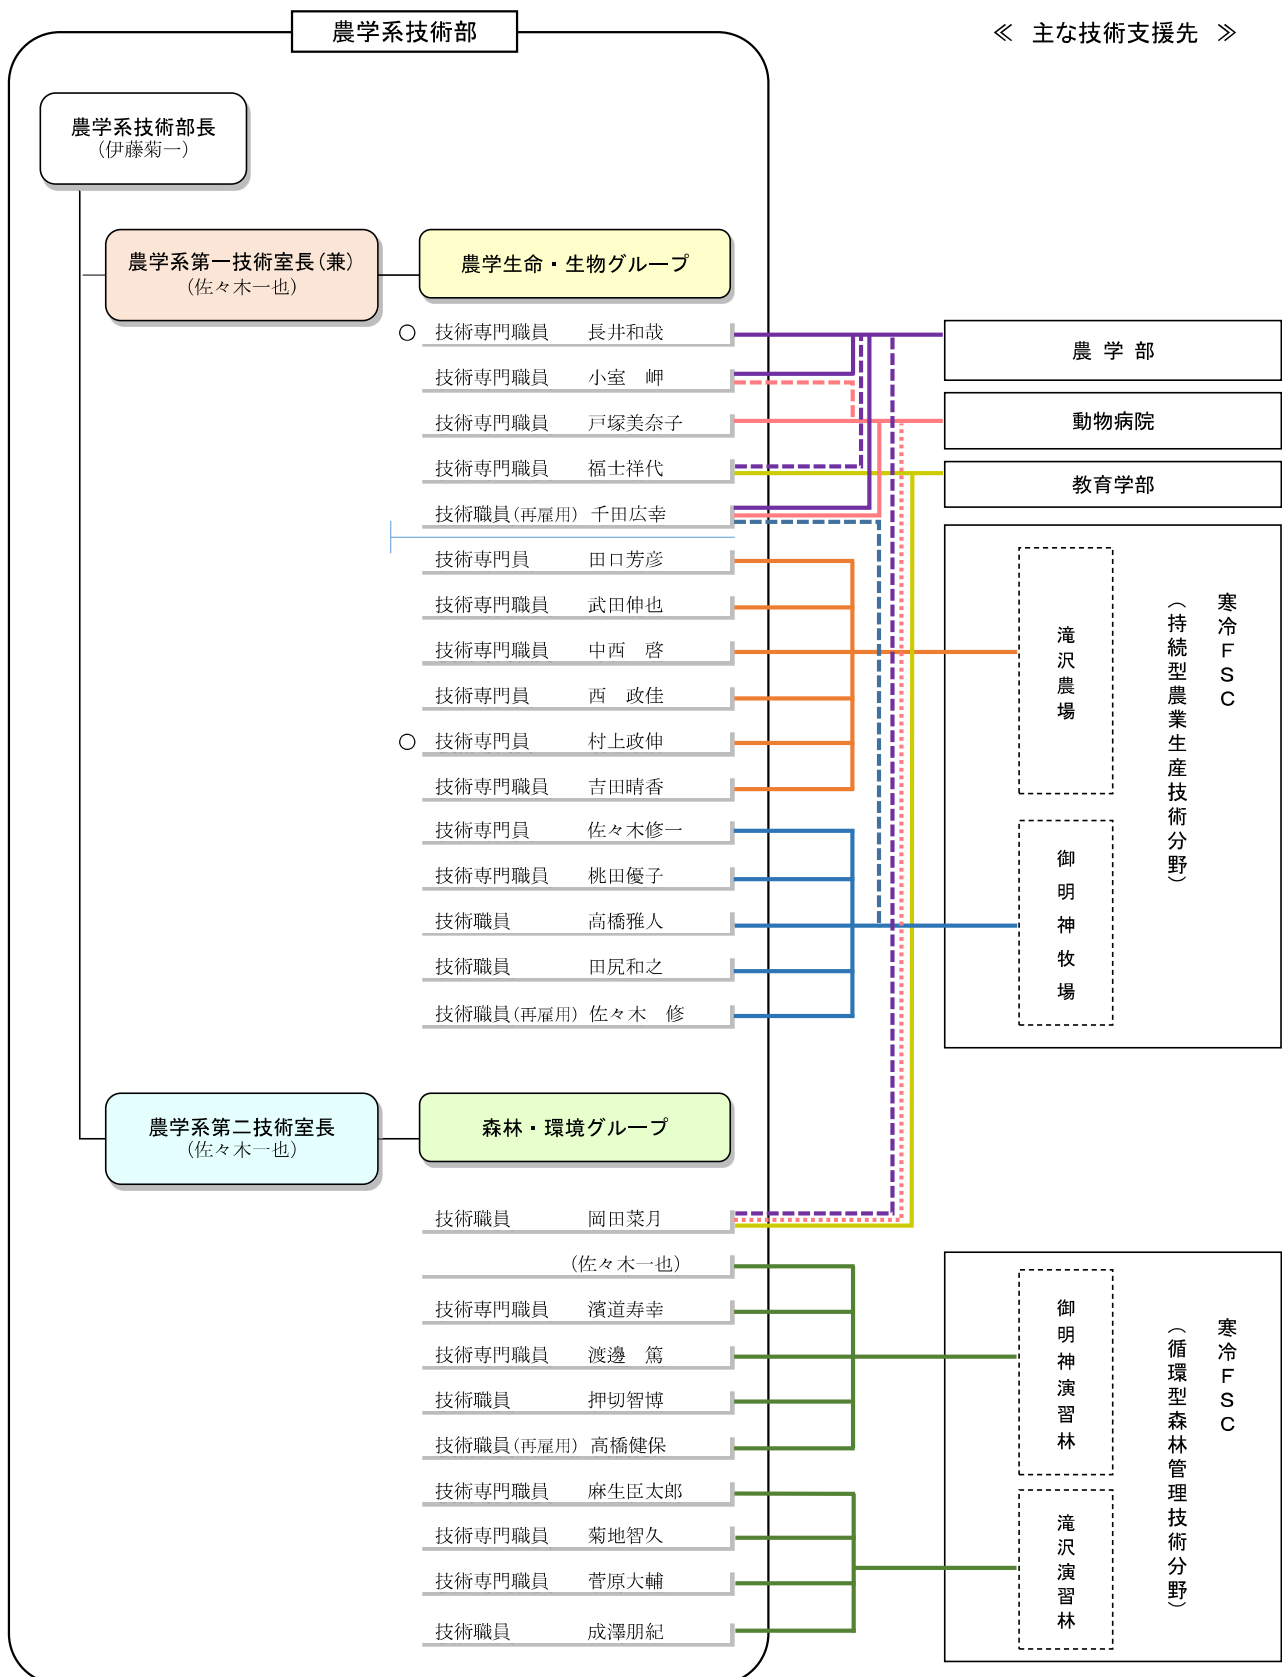 農学系技術部
≪ 主な技術支援先 ≫
農学系技術部長
（伊藤菊一）
農学系第一技術室長（兼）
（佐々木一也）
農学生命・生物グループ
○ 技術専門職員 長井和哉
技術専門職員 小室 岬
技術専門職員 戸塚美奈子
技術専門職員 福士祥代
技術職員（再雇用） 千田広幸
技術専門員 田口芳彦
技術専門職員 武田伸也
技術専門職員 中西 啓
技術専門職員 西 政佳
○ 技術専門員 村上政伸
技術専門職員 吉田晴香
技術専門員 佐々木修一
技術専門職員 桃田優子
技術職員 高橋雅人
技術職員 田尻和之
技術職員（再雇用） 佐々木 修
農学部
動物病院
教育学部
寒冷FSC
（持続型農業生産技術分野）
滝沢農場
御明神牧場
農学系第二技術室長
（佐々木一也）
森林・環境グループ
技術職員 岡田菜月
（佐々木一也）
技術専門職員 濱道寿幸
技術専門職員 渡邊 篤
技術職員 押切智博
技術職員（再雇用） 高橋健保
技術専門職員 麻生臣太郎
技術専門職員 菊地智久
技術専門職員 菅原大輔
技術職員 成澤朋紀
寒冷FSC
（循環型森林管理技術分野）
御明神演習林
滝沢演習林